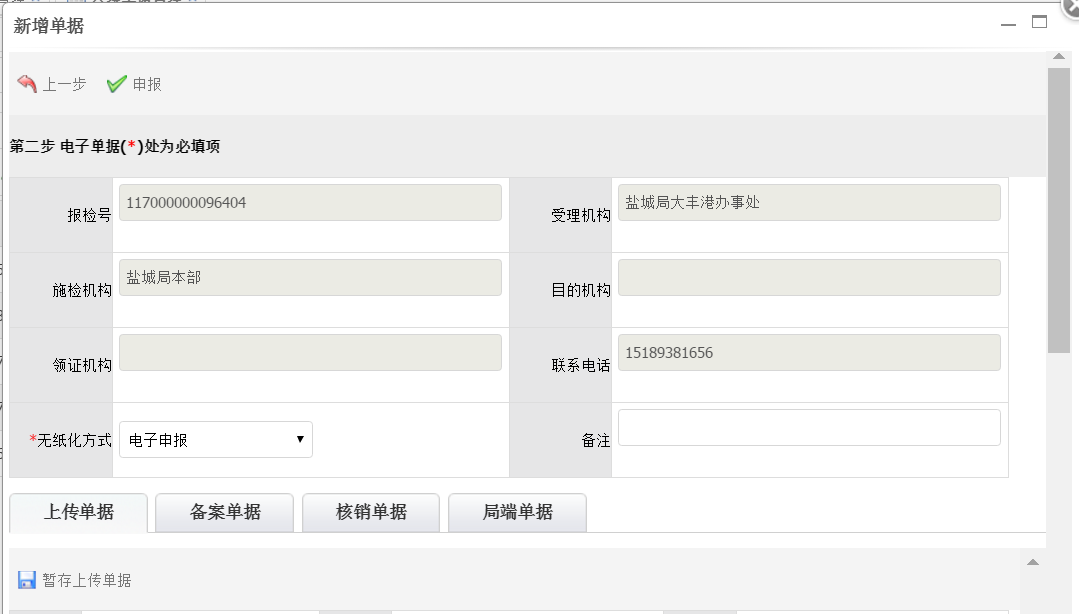 新增单据
上一步 申报
第二步 电子单据(*)处为必填项
报检号 117000000096404 受理机构 盐城局大丰港办事处
施检机构 盐城局本部 目的机构
领证机构 联系电话 15189381656
*无纸化方式 电子申报 备注
上传单据 备案单据 核销单据 局端单据
暂存上传单据